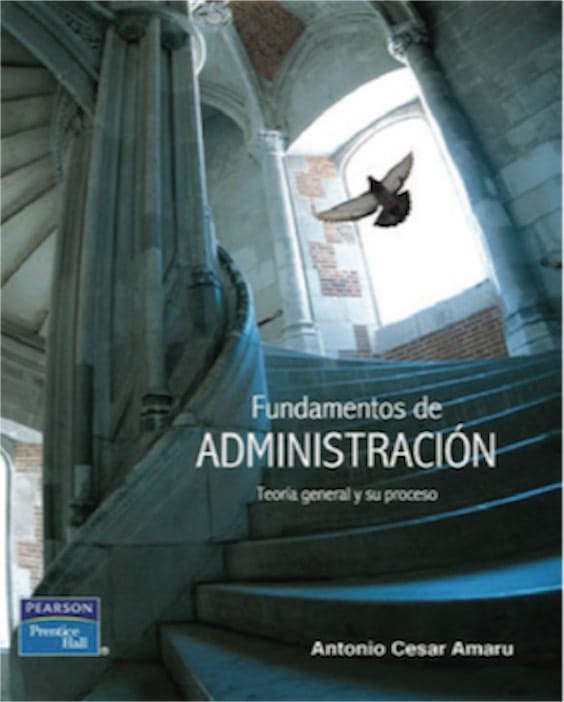 Fundamentos de
ADMINISTRACIÓN
Teoría general y su proceso
PEARSON
Prentice
Hall
®
Antonio Cesar Amaru